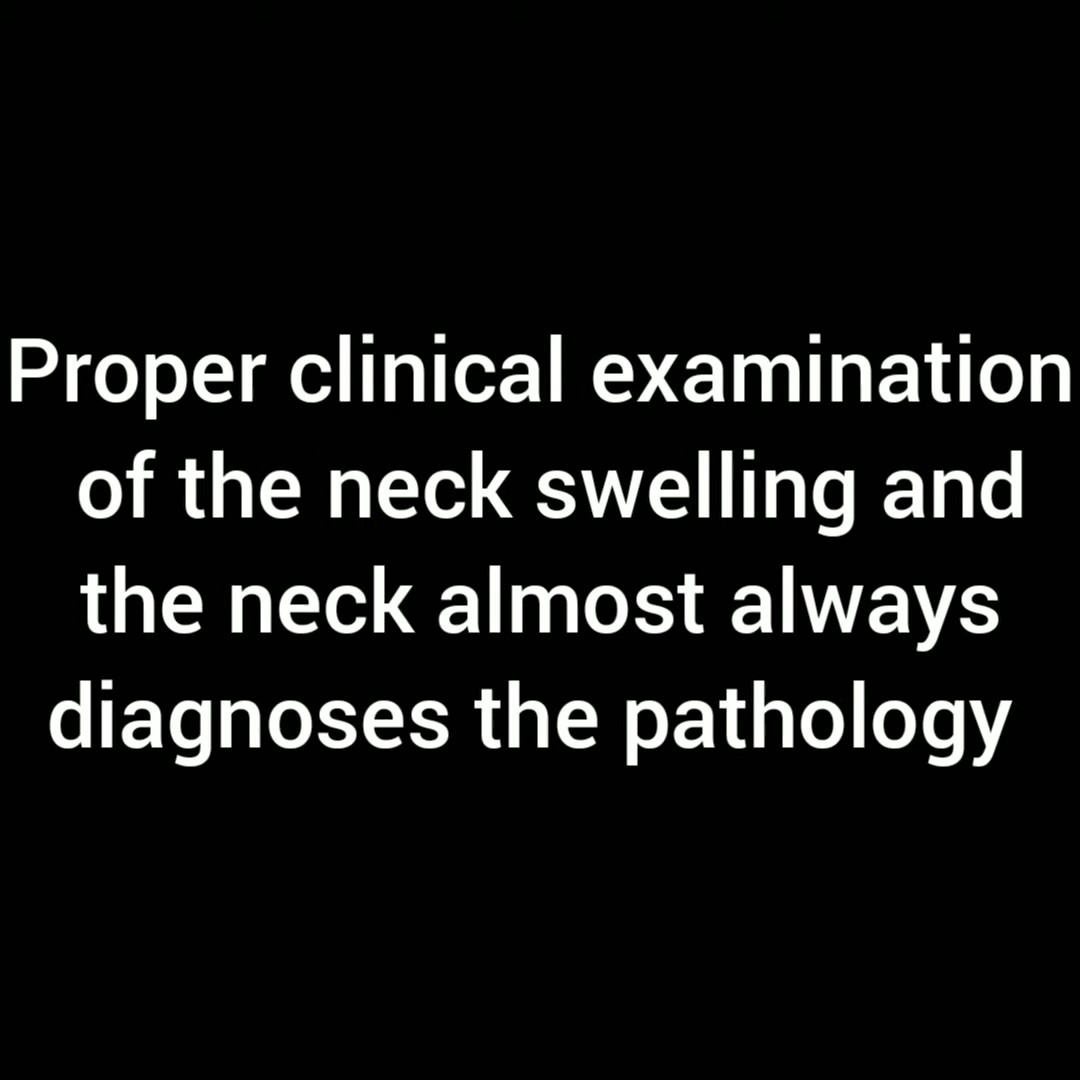 Proper clinical examination
of the neck swelling and
the neck almost always
diagnoses the pathology